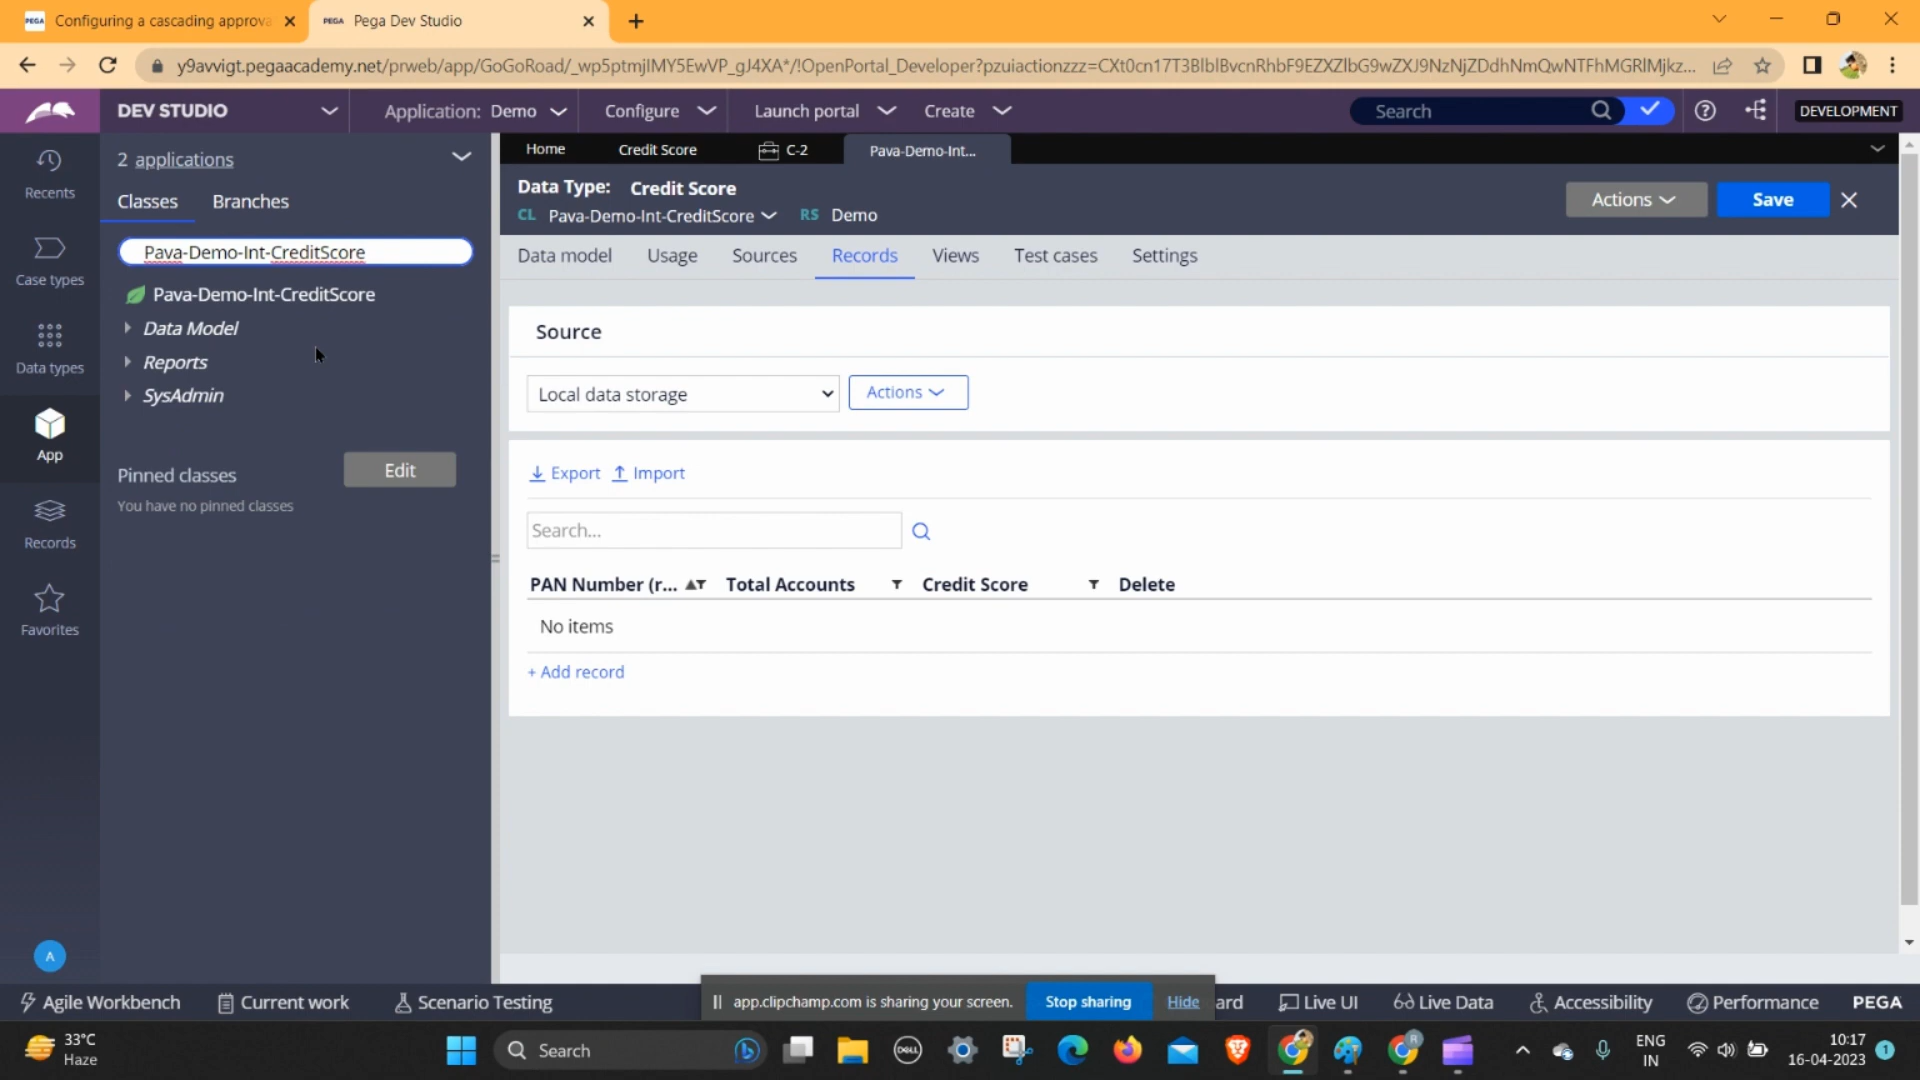 PEGA Configuring a cascading approva
PEGA Pega Dev Studio
y9avvigt.pegaacademy.net/prweb/app/GoGoRoad/_wp5ptmjIMY5EwVP_gJ4XA*/!OpenPortal_Developer?pzuiactionzzz=CXt0cn17T3BlblBvcnRhbF9EZXZlbG9wZXJ9NzNjZDdhNmQwNTFhMGRlMjkz...
DEV STUDIO
Application: Demo
Configure
Launch portal
Create
Search
DEVELOPMENT
Recents
Case types
Data types
App
Records
Favorites
A
2 applications
Classes Branches
Pava-Demo-Int-CreditScore
Pava-Demo-Int-CreditScore
Data Model
Reports
SysAdmin
Pinned classes Edit
You have no pinned classes
Home Credit Score C-2 Pava-Demo-Int...
Data Type: Credit Score
CL Pava-Demo-Int-CreditScore RS Demo
Actions Save
Data model Usage Sources Records Views Test cases Settings
Source
Local data storage Actions
Export Import
Search...
PAN Number (r... Total Accounts Credit Score Delete
No items
+ Add record
Agile Workbench Current work Scenario Testing
app.clipchamp.com is sharing your screen. Stop sharing Hide
ard Live UI Live Data Accessibility Performance PEGA
33°C
Haze
Search
DELL
R
ENG
IN
10:17
16-04-2023
1